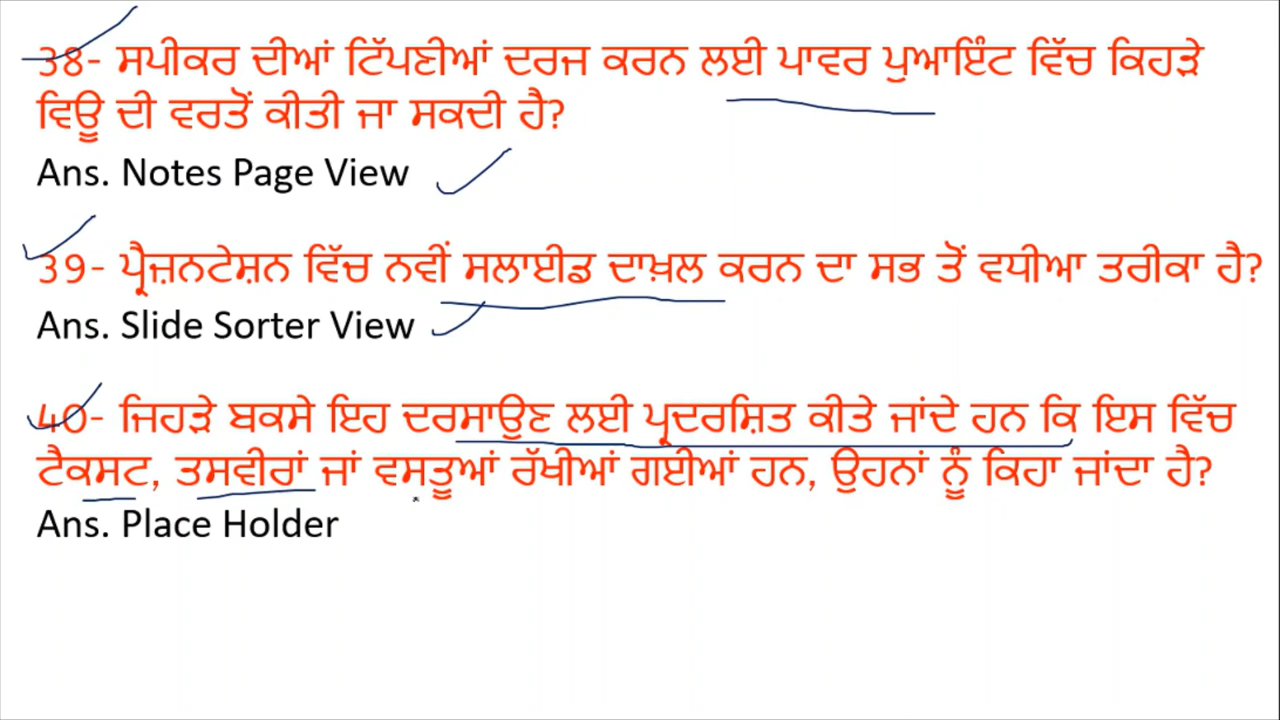 38- ਸਪੀਕਰ ਦੀਆਂ ਟਿੱਪਣੀਆਂ ਦਰਜ ਕਰਨ ਲਈ ਪਾਵਰ ਪੁਆਇੰਟ ਵਿੱਚ ਕਿਹੜੇ
ਵਿਊ ਦੀ ਵਰਤੋਂ ਕੀਤੀ ਜਾ ਸਕਦੀ ਹੈ?
Ans. Notes Page View
39- ਪ੍ਰੈਜ਼ਨਟੇਸ਼ਨ ਵਿੱਚ ਨਵੀਂ ਸਲਾਈਡ ਦਾਖ਼ਲ ਕਰਨ ਦਾ ਸਭ ਤੋਂ ਵਧੀਆ ਤਰੀਕਾ ਹੈ?
Ans. Slide Sorter View
40- ਜਿਹੜੇ ਬਕਸੇ ਇਹ ਦਰਸਾਉਣ ਲਈ ਪ੍ਰਦਰਸ਼ਿਤ ਕੀਤੇ ਜਾਂਦੇ ਹਨ ਕਿ ਇਸ ਵਿੱਚ
ਟੈਕਸਟ, ਤਸਵੀਰਾਂ ਜਾਂ ਵਸਤੂਆਂ ਰੱਖੀਆਂ ਗਈਆਂ ਹਨ, ਉਹਨਾਂ ਨੂੰ ਕਿਹਾ ਜਾਂਦਾ ਹੈ?
Ans. Place Holder